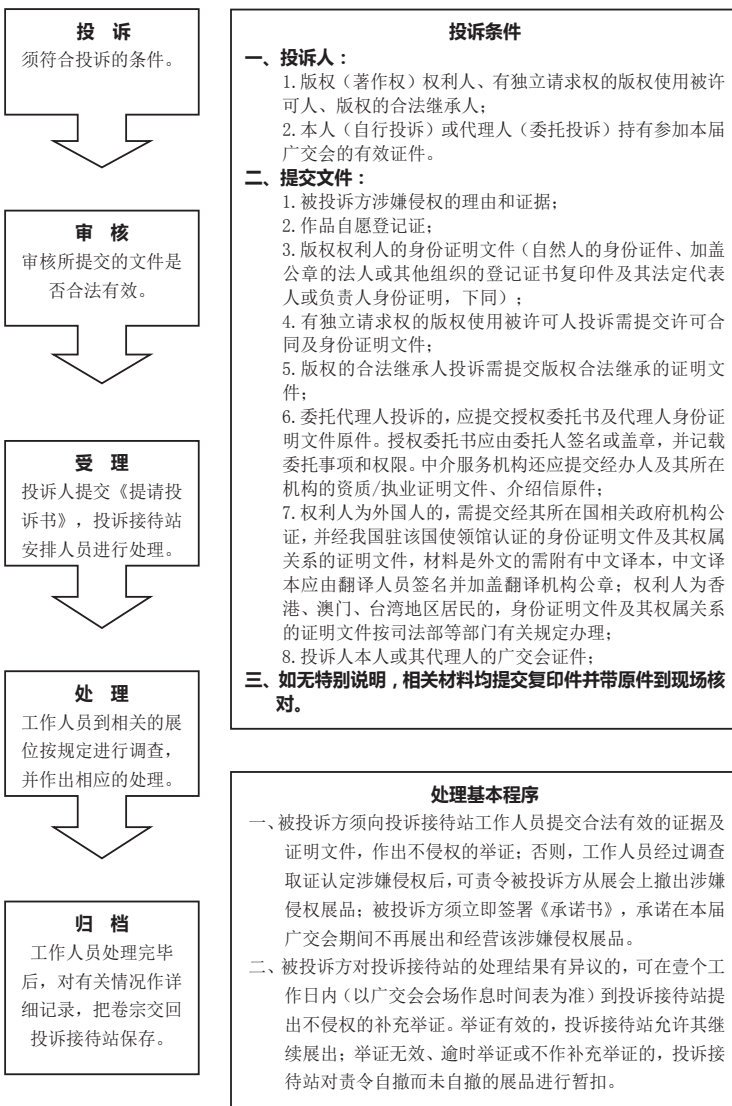 投 诉
须符合投诉的条件。
审 核
审核所提交的文件是
否合法有效。
受 理
投诉人提交《提请投
诉书》，投诉接待站
安排人员进行处理。
处 理
工作人员到相关的展
位按规定进行调查，
并作出相应的处理。
归 档
工作人员处理完毕
后，对有关情况作详
细记录，把卷宗交回
投诉接待站保存。
投诉条件
一、投诉人：
1.版权（著作权）权利人、有独立请求权的版权使用被许
可人、版权的合法继承人；
2.本人（自行投诉）或代理人（委托投诉）持有参加本届
广交会的有效证件。
二、提交文件：
1.被投诉方涉嫌侵权的理由和证据；
2.作品自愿登记证；
3.版权权利人的身份证明文件（自然人的身份证件、加盖
公章的法人或其他组织的登记证书复印件及其法定代表
人或负责人身份证明，下同）；
4.有独立请求权的版权使用被许可人投诉需提交许可合
同及身份证明文件；
5.版权的合法继承人投诉需提交版权合法继承的证明文
件；
6.委托代理人投诉的，应提交授权委托书及代理人身份证
明文件原件。授权委托书应由委托人签名或盖章，并记载
委托事项和权限。中介服务机构还应提交经办人及其所在
机构的资质/执业证明文件、介绍信原件；
7.权利人为外国人的，需提交经其所在国相关政府机构公
证，并经我国驻该国使领馆认证的身份证明文件及其权属
关系的证明文件，材料是外文的需附有中文译本，中文译
本应由翻译人员签名并加盖翻译机构公章；权利人为香
港、澳门、台湾地区居民的，身份证明文件及其权属关系
的证明文件按司法部等部门有关规定办理；
8.投诉人本人或其代理人的广交会证件；
三、如无特别说明，相关材料均提交复印件并带原件到现场核
对。
处理基本程序
一、被投诉方须向投诉接待站工作人员提交合法有效的证据及
证明文件，作出不侵权的举证；否则，工作人员经过调查
取证认定涉嫌侵权后，可责令被投诉方从展会上撤出涉嫌
侵权展品；被投诉方须立即签署《承诺书》，承诺在本届
广交会期间不再展出和经营该涉嫌侵权展品。
二、被投诉方对投诉接待站的处理结果有异议的，可在壹个工
作日内（以广交会会场作息时间表为准）到投诉接待站提
出不侵权的补充举证。举证有效的，投诉接待站允许其继
续展出；举证无效、逾时举证或不作补充举证的，投诉接
待站对责令自撤而未自撤的展品进行暂扣。